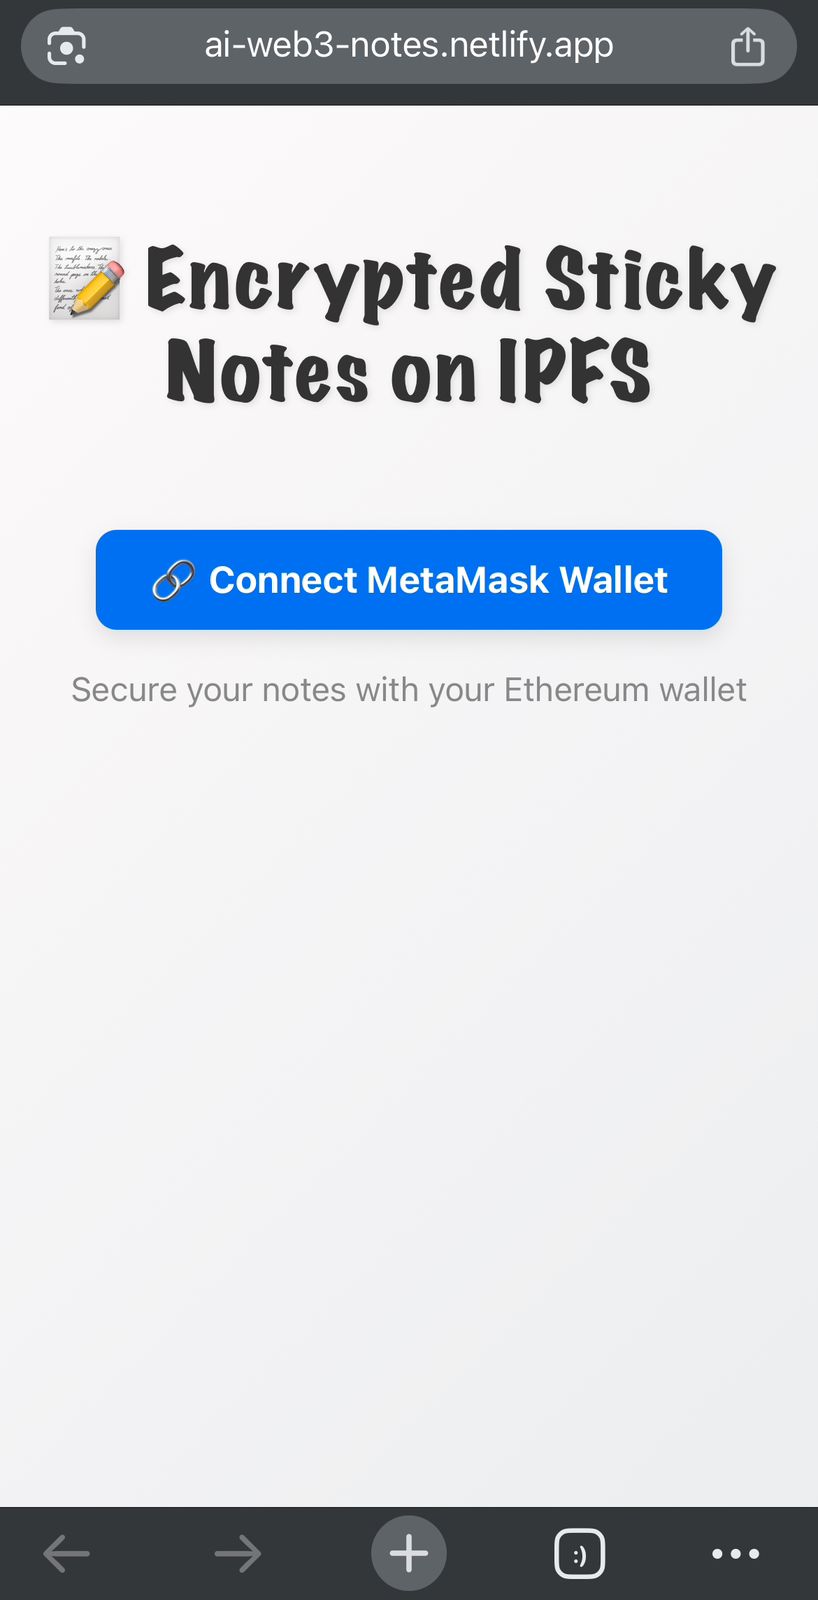 ai-web3-notes.netlify.app
📝 Encrypted Sticky
Notes on IPFS
🔗 Connect MetaMask Wallet
Secure your notes with your Ethereum wallet
:)